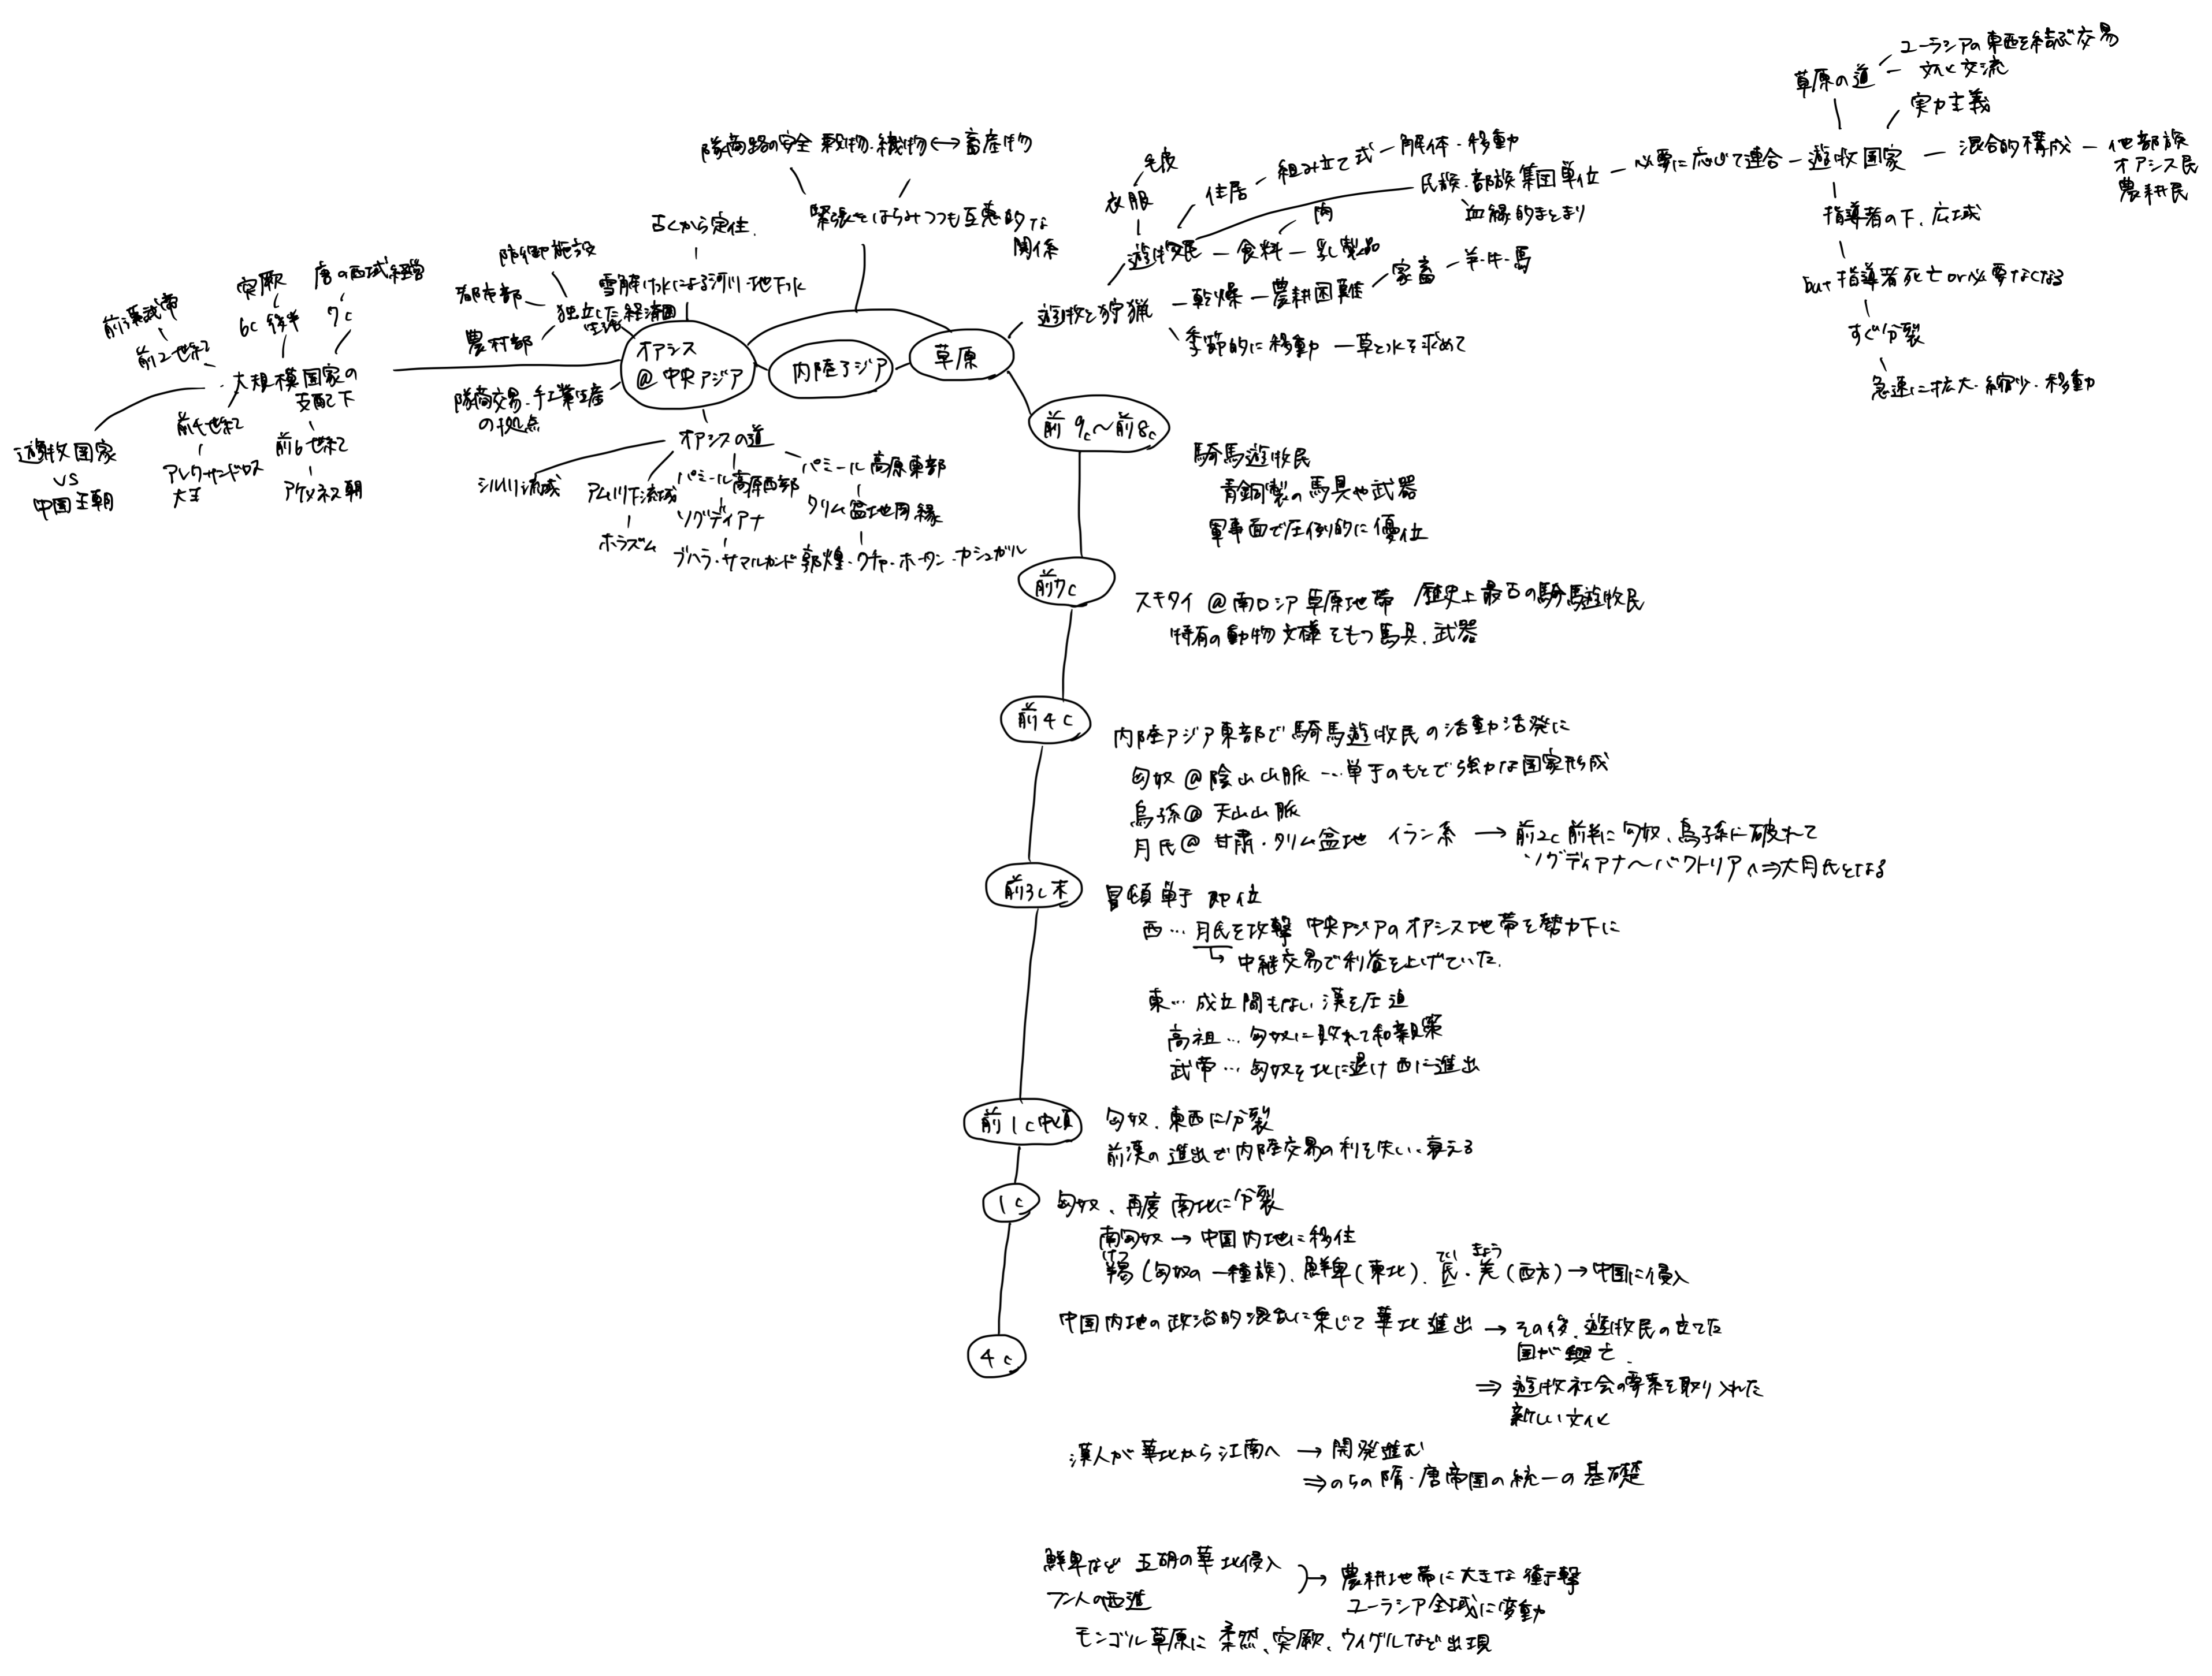 ユーラシアの東西を結ぶ交易
草原の道
文化交流
実力主義
隊商路の安全
穀物・織物↔畜産物
緊張をはらみつつも互恵的な
関係
毛皮
衣服
住居
組み立て式
解体・移動
民族・部族集団単位
血縁的まとまり
必要に応じて連合
遊牧国家
混合的構成
他部族
オアシス民
農耕民
指導者の下、広域
but 指導者死亡 or 必要なくなる
すぐ分裂
急速に拡大・縮少・移動
遊牧民
食料
肉
乳製品
遊牧と狩猟
乾燥
農耕困難
家畜
羊・牛・馬
季節的に移動
草と水を求めて
古くから定住
雪解け水による河川・地下水
防御施設
都市部
農村部
独立した経済圏
生活
オアシス
@ 中央アジア
内陸アジア
草原
隊商交易・手工業生産
の拠点
唐の西域経営
7c
突厥
6c 後半
前漢武帝
前2世紀
大規模国家の
支配下
前4世紀
アレクサンドロス
大王
前6世紀
アケメネス朝
遊牧国家
vs
中国王朝
オアシスの道
シル川流域
アム川下流域
ホラズム
パミール高原西部
ソグディアナ
ブハラ・サマルカンド
パミール高原東部
タリム盆地周縁
敦煌・クチャ・ホータン・カシュガル
前9c～前8c
騎馬遊牧民
青銅製の馬具や武器
軍事面で圧倒的に優位
前7c
スキタイ @南ロシア草原地帯 歴史上最古の騎馬遊牧民
特有の動物文様をもつ馬具、武器
前4c
内陸アジア東部で騎馬遊牧民の活動活発に
匈奴 @陰山山脈 … 単于のもとで強力な国家形成
烏孫 @ 天山山脈
月氏 @ 甘粛・タリム盆地 イラン系 → 前2c前半に匈奴、烏孫に破れて
ソグディアナ～バクトリアへ⇒大月氏となる
前3c末
冒頓単于 即位
西… 月氏を攻撃 中央アジアのオアシス地帯を勢力下に
↳ 中継交易で利益を上げていた.
東… 成立間もない漢を圧迫
高祖… 匈奴に敗れて和親策
武帝… 匈奴を北に退け西に進出
前1c中頃
匈奴、東西に分裂
前漢の進出で内陸交易の利を失い、衰える
1c
匈奴、再度南北に分裂
南匈奴 → 中国内地に移住
けつ てい きょう
羯 (匈奴の一種族)、鮮卑(東北)、氐・羌(西方) → 中国に侵入
中国内地の政治的混乱に乗じて華北進出 → その後、遊牧民の立てた
国が興亡.
4c
⇒ 遊牧社会の要素を取り入れた
新しい文化
漢人が華北から江南へ → 開発進む
⇒ のちの隋・唐帝国の統一の基礎
鮮卑など五胡の華北侵入
フン人の西進
→ 農耕地帯に大きな衝撃
ユーラシア全域に変動
モンゴル草原に柔然、突厥、ウイグルなど出現